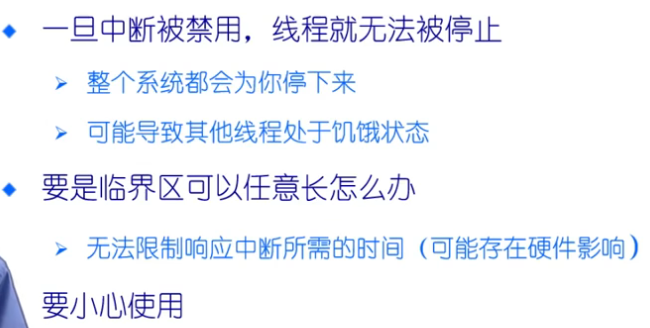 一旦中断被禁用，线程就无法被停止
整个系统都会为你停下来
可能导致其他线程处于饥饿状态
要是临界区可以任意长怎么办
无法限制响应中断所需的时间（可能存在硬件影响）
要小心使用